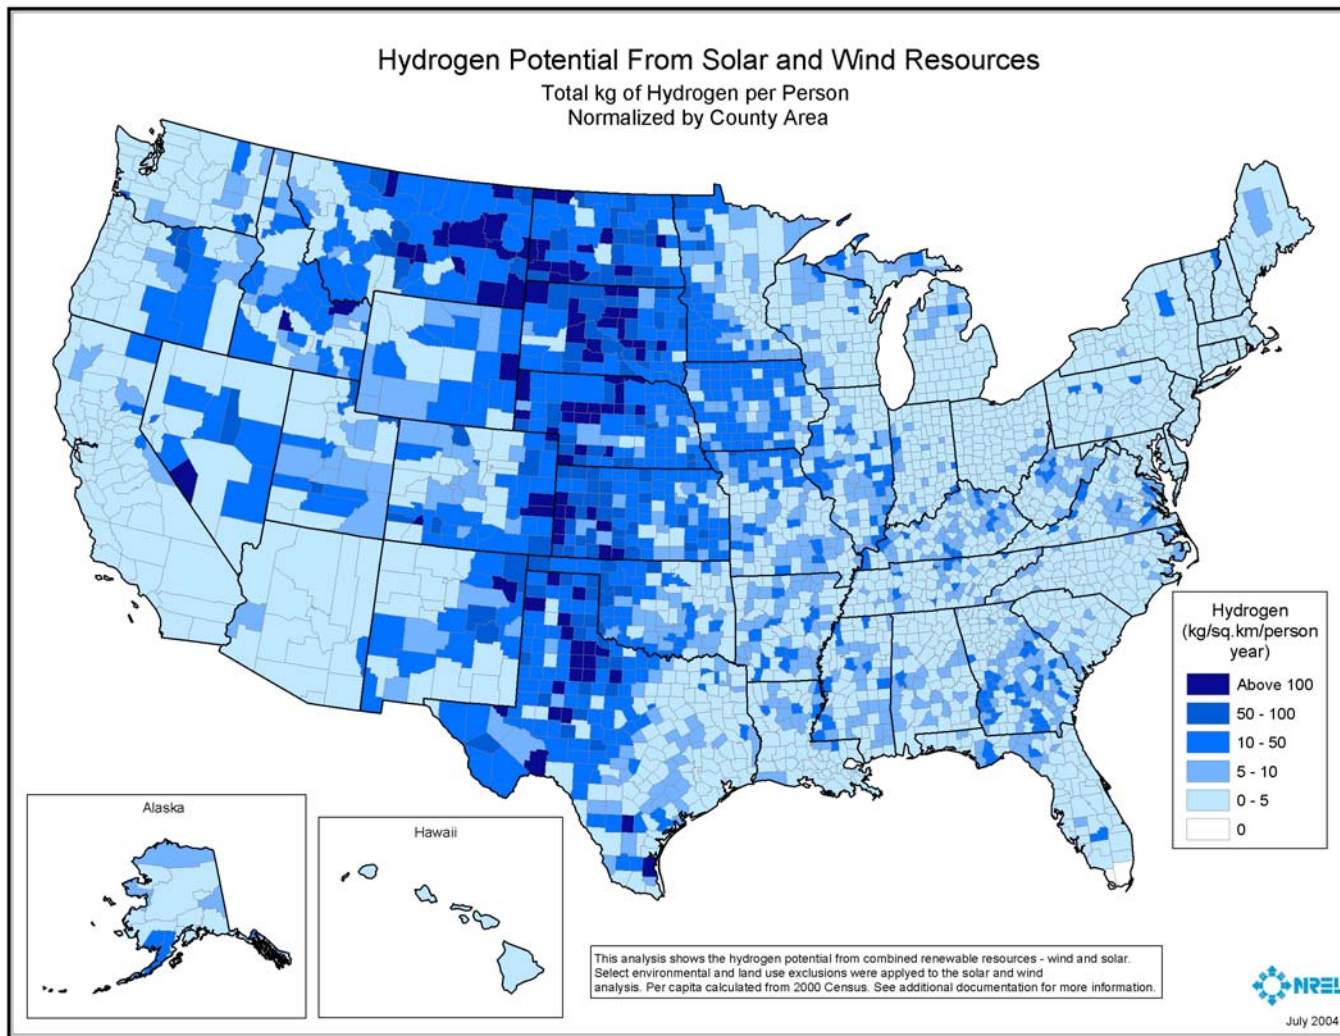 Hydrogen Potential From Solar and Wind Resources
Total kg of Hydrogen per Person
Normalized by County Area
Hydrogen
(kg/sq.km/person
year)
Above 100
50 - 100
10 - 50
5 - 10
0 - 5
0
Alaska
Hawaii
This analysis shows the hydrogen potential from combined renewable resources - wind and solar.
Select environmental and land use exclusions were applyed to the solar and wind
analysis. Per capita calculated from 2000 Census. See additional documentation for more information.
NREL
July 2004